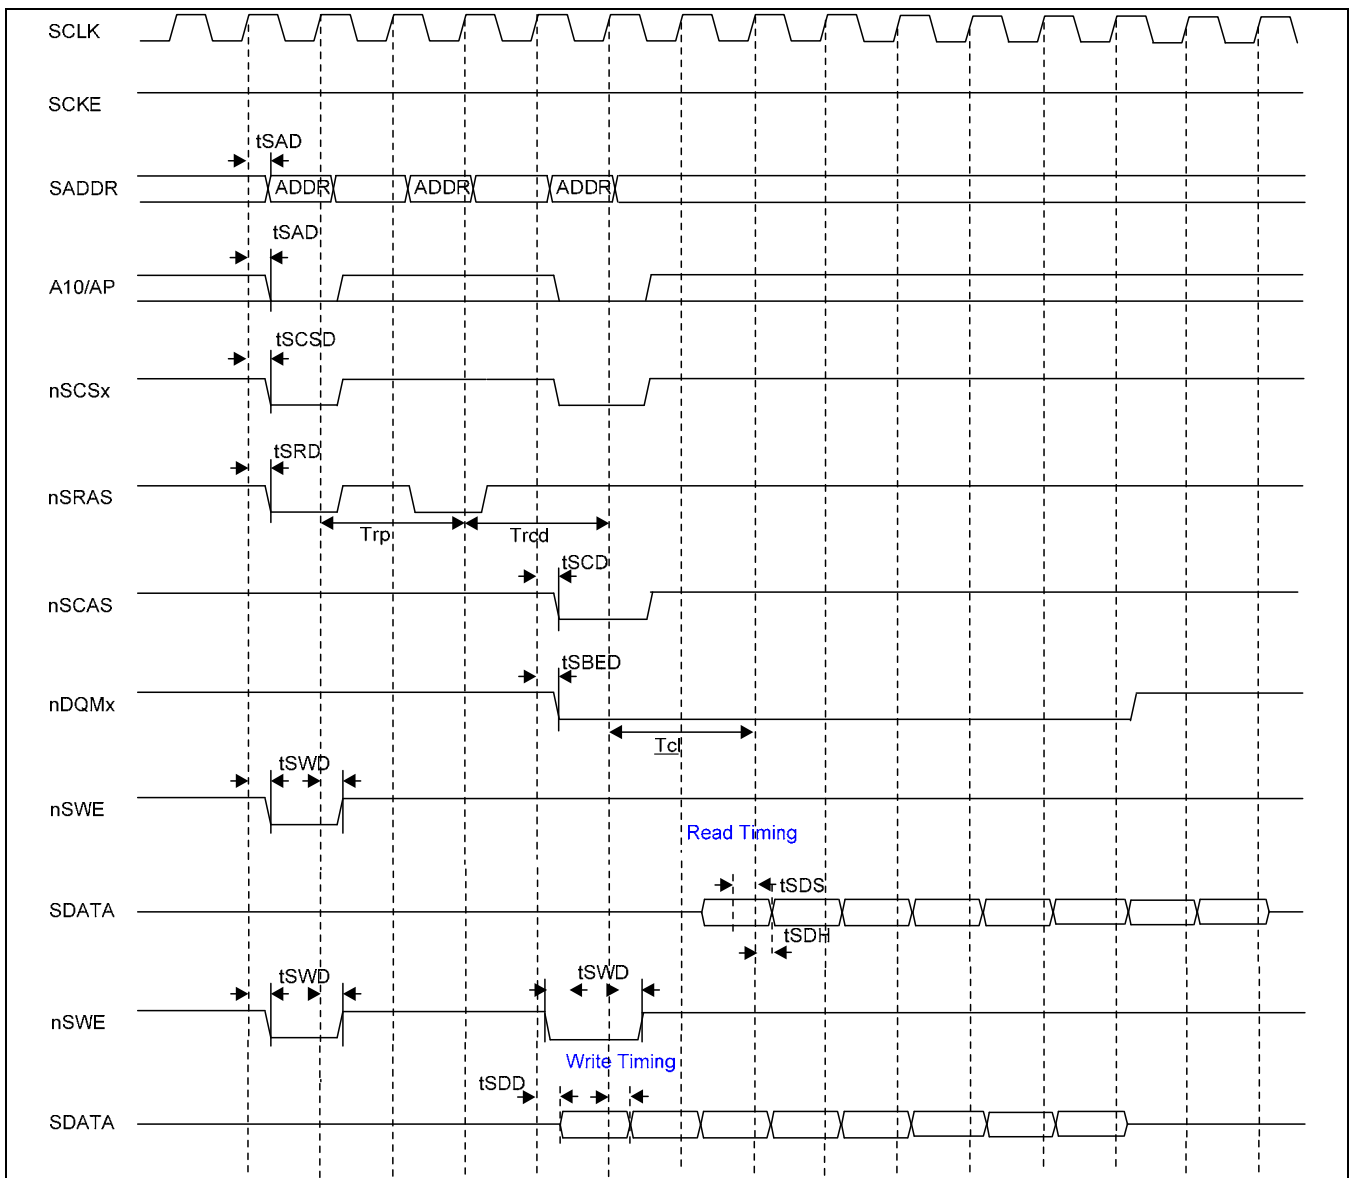 SCLK
SCKE
tSAD
SADDR ADDR ADDR ADDR
tSAD
A10/AP
tSCSD
nSCSx
tSRD
nSRAS
Trp Trcd
tSCD
nSCAS
tSBED
nDQMx
Tcl
tSWD
nSWE
Read Timing
tSDS
SDATA
tSDH
tSWD tSWD
nSWE
Write Timing
tSDD
SDATA